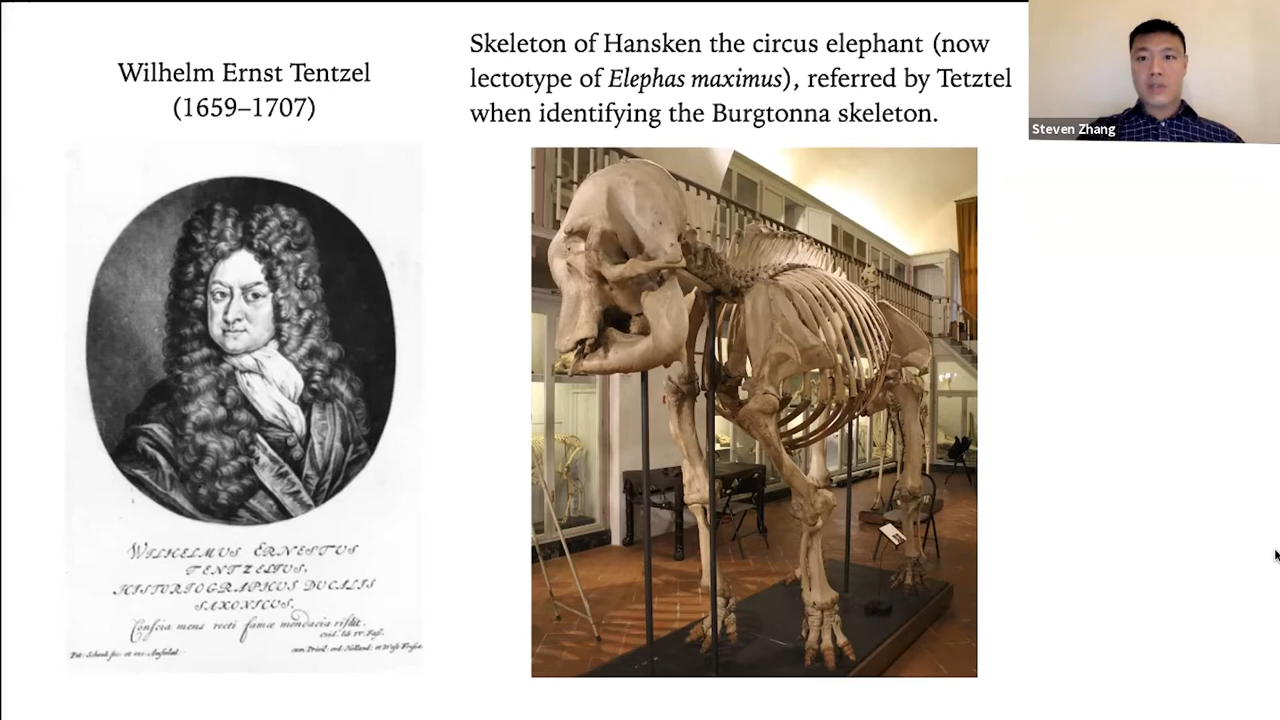 Wilhelm Ernst Tentzel
(1659–1707)
Skeleton of Hansken the circus elephant (now
lectotype of Elephas maximus), referred by Tetztel
when identifying the Burgtonna skeleton.
Steven Zhang
WILHELMUS ERNESTUS
TENTZELIUS,
HISTORIOGRAPHUS DUCALIS
SAXONICUS.
Conscia mens recti famæ mendacia